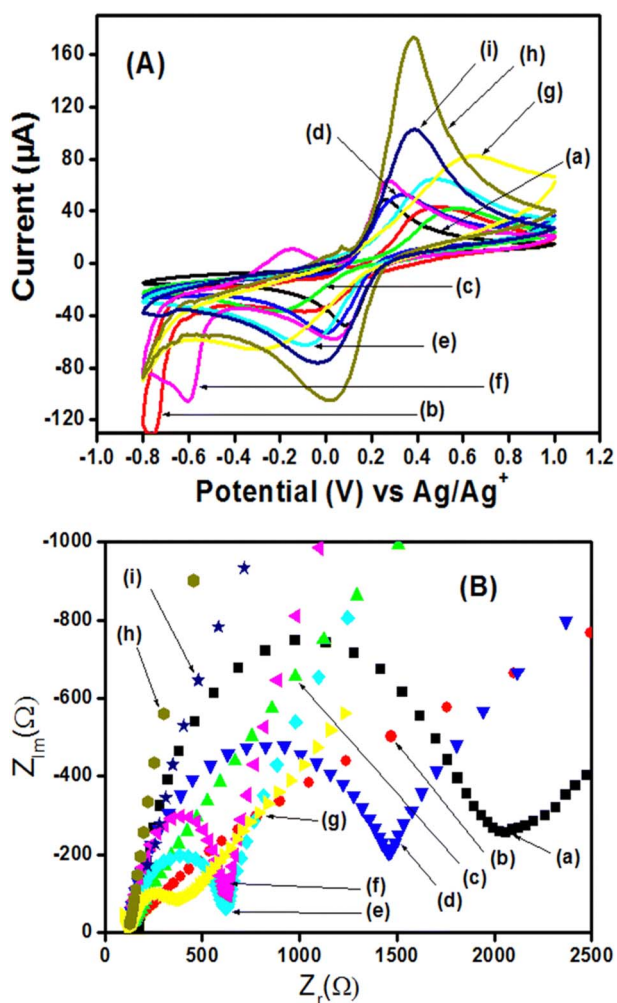 (A)
160
120
80
40
0
-40
-80
-120
Current (µA)
(i)
(h)
(g)
(d)
(a)
(c)
(e)
(f)
(b)
-1.0 -0.8 -0.6 -0.4 -0.2 0.0 0.2 0.4 0.6 0.8 1.0 1.2
Potential (V) vs Ag/Ag⁺
-1000
-800
-600
-400
-200
0
Z_Im(Ω)
(B)
(i)
(h)
(g)
(b)
(a)
(c)
(f)
(d)
(e)
0 500 1000 1500 2000 2500
Z_r(Ω)